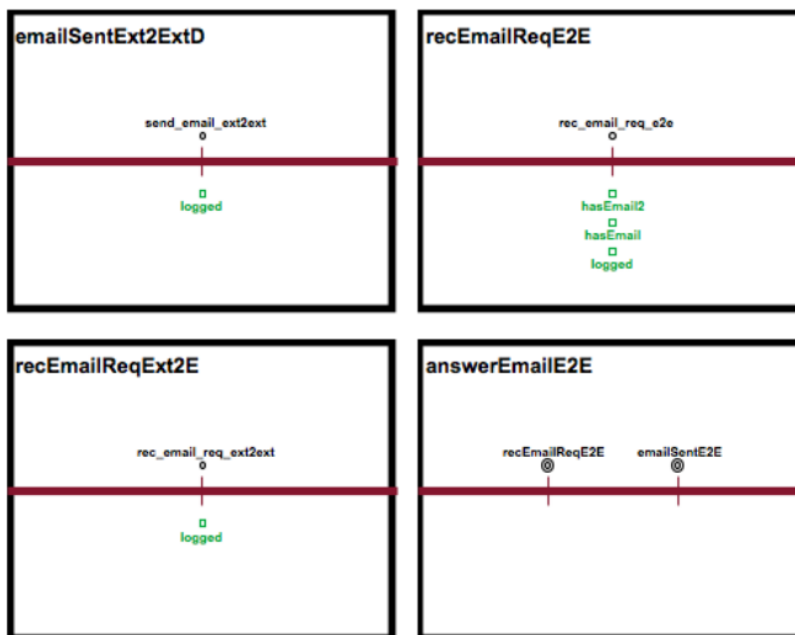 emailSentExt2ExtD
send_email_ext2ext
logged
recEmailReqE2E
rec_email_req_e2e
hasEmail2
hasEmail
logged
recEmailReqExt2E
rec_email_req_ext2ext
logged
answerEmailE2E
recEmailReqE2E emailSentE2E